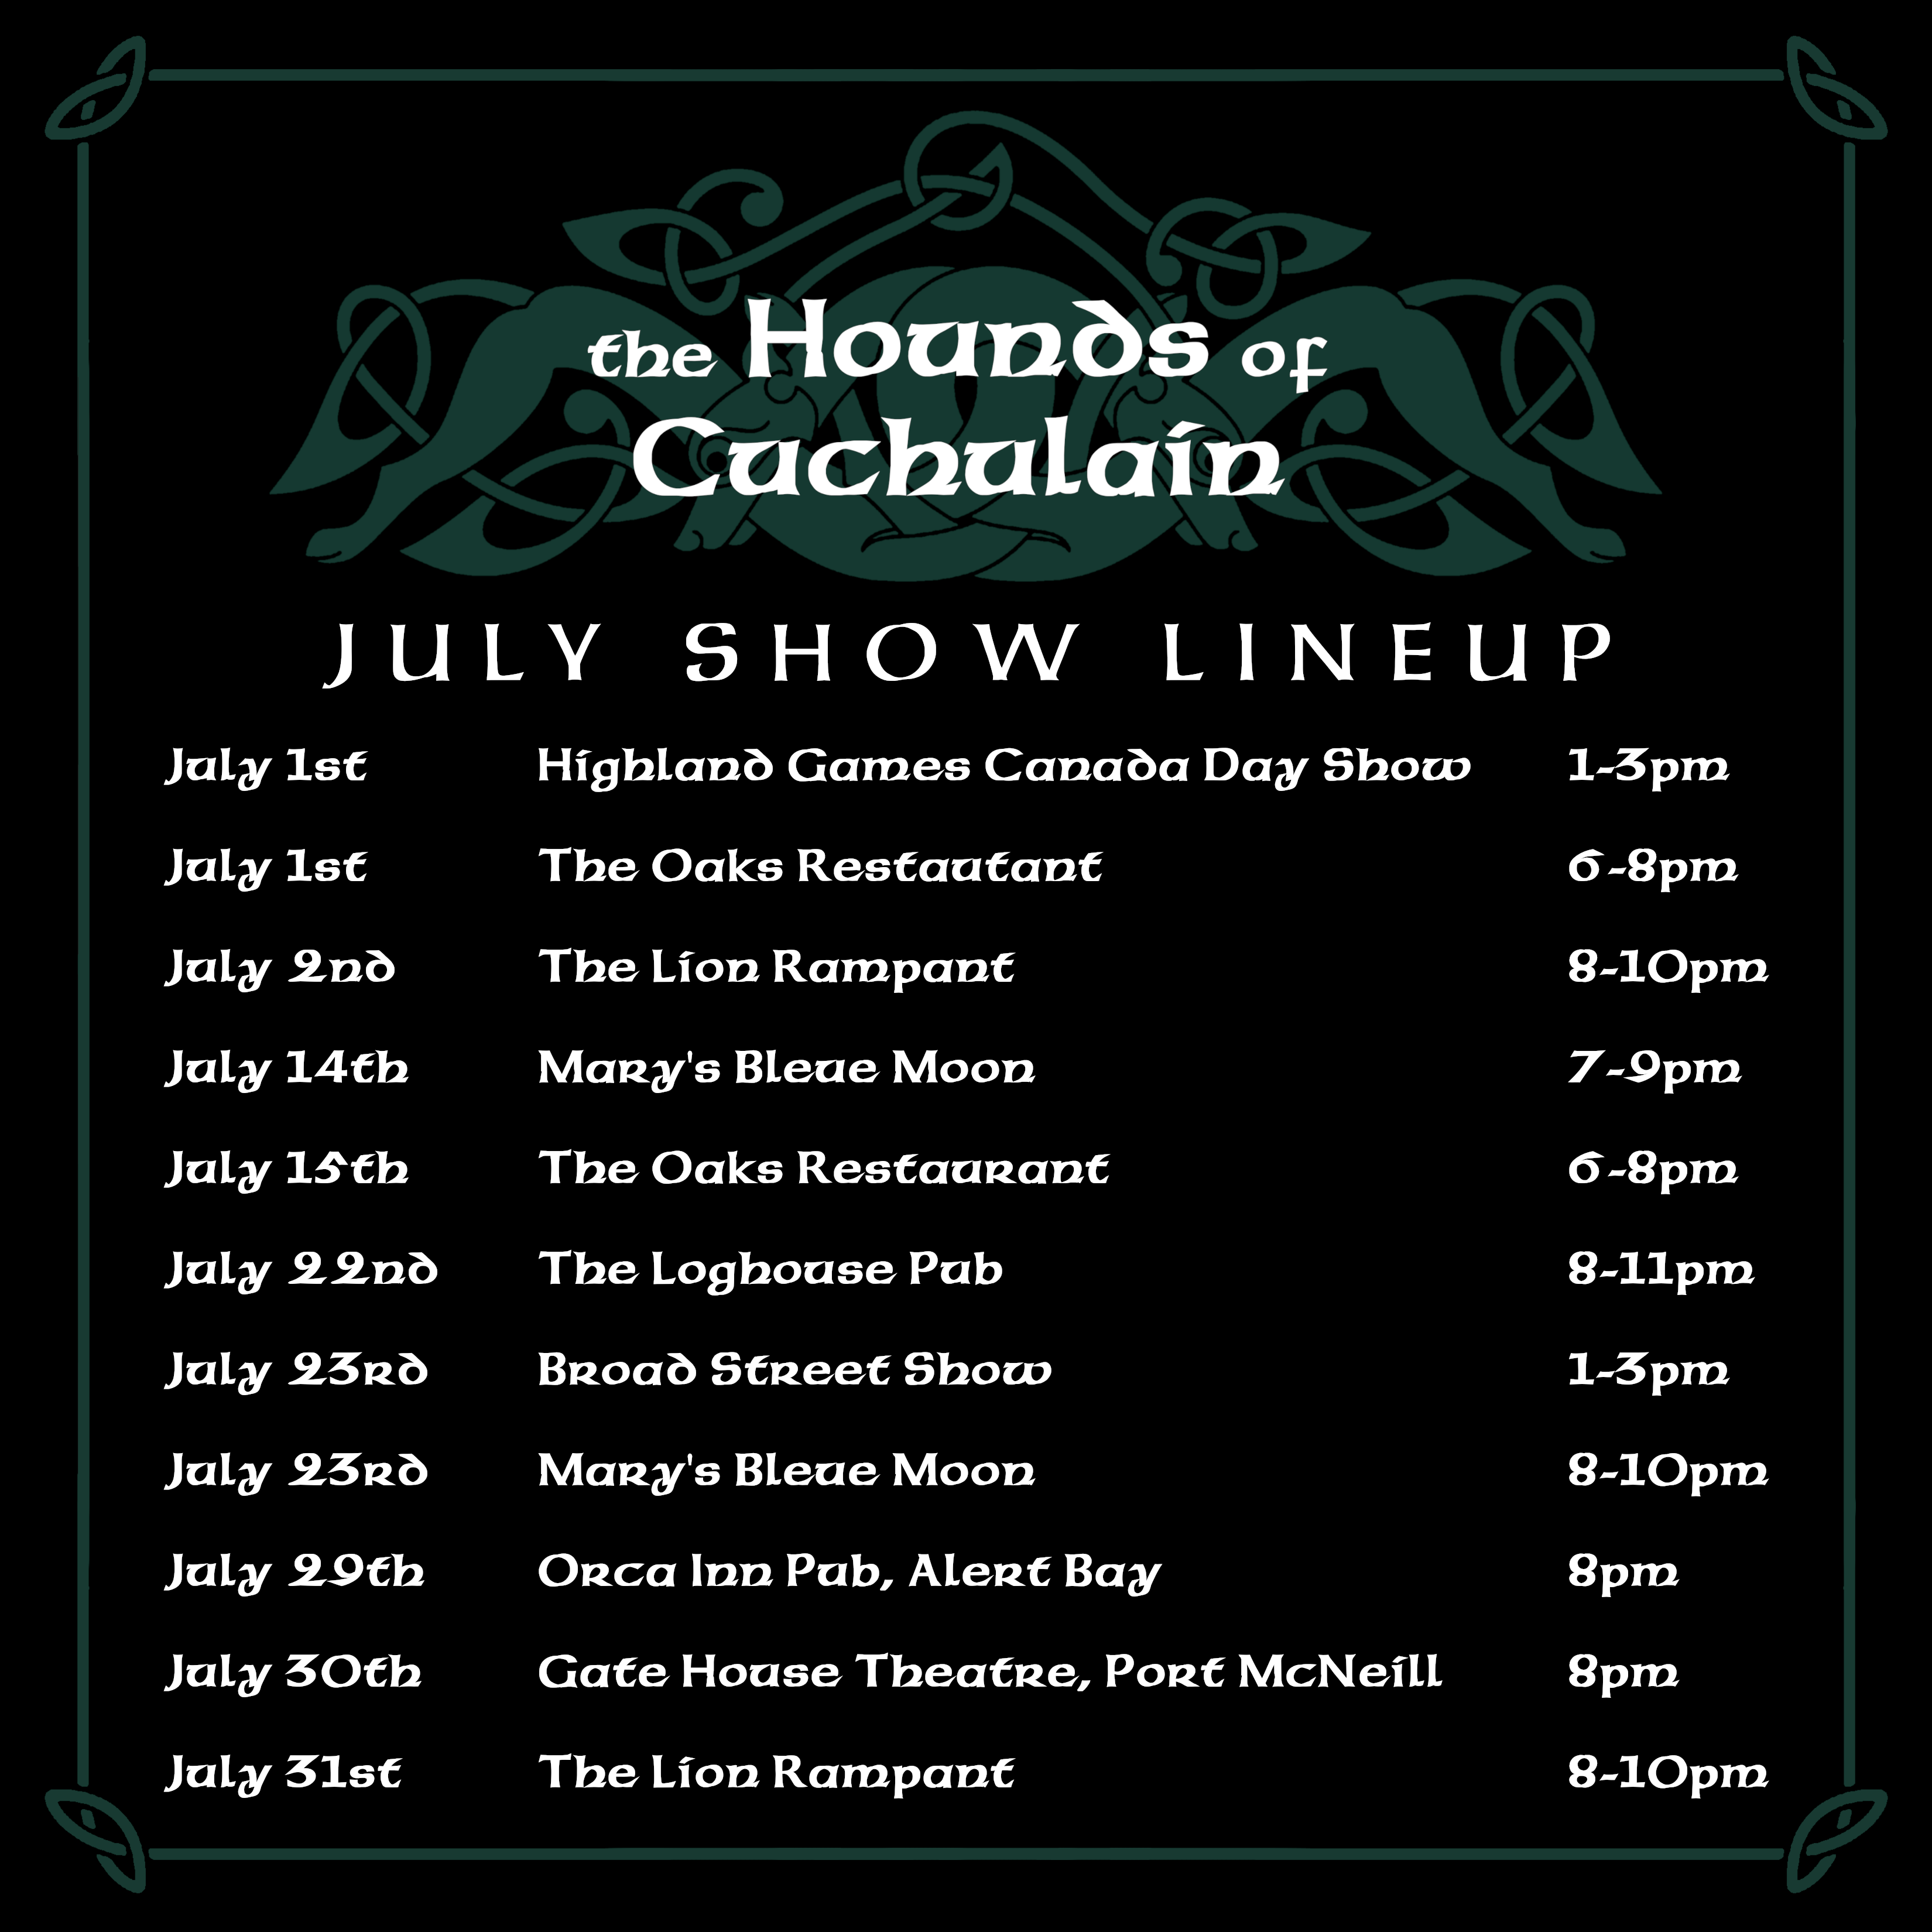 the Hounds of
Cuchulain
JULY SHOW LINEUP
July 1st Highland Games Canada Day Show 1-3pm
July 1st The Oaks Restautant 6-8pm
July 2nd The Lion Rampant 8-10pm
July 14th Mary's Bleue Moon 7-9pm
July 15th The Oaks Restaurant 6-8pm
July 22nd The Loghouse Pub 8-11pm
July 23rd Broad Street Show 1-3pm
July 23rd Mary's Bleue Moon 8-10pm
July 29th Orca Inn Pub, Alert Bay 8pm
July 30th Gate House Theatre, Port McNeill 8pm
July 31st The Lion Rampant 8-10pm